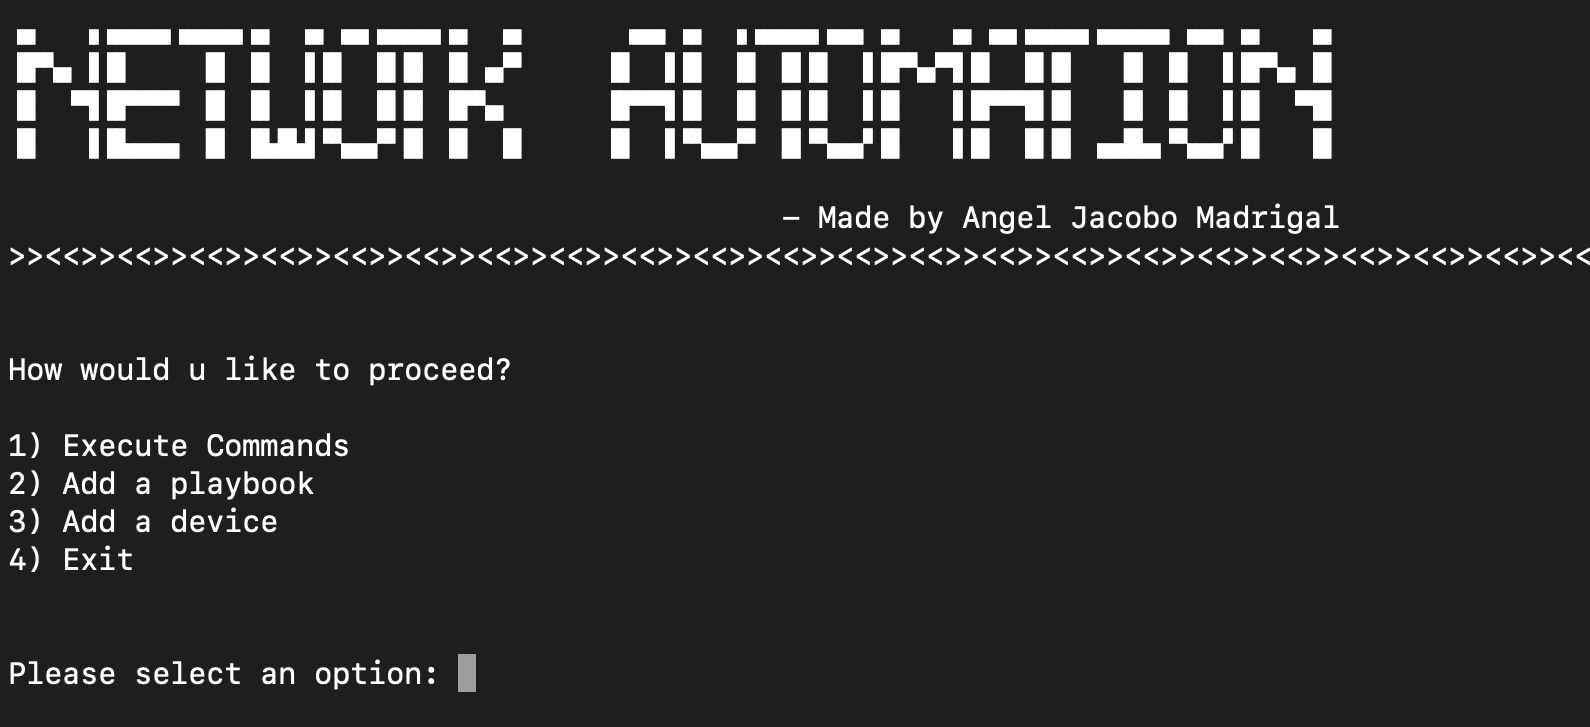 NETWOTK AUTOMATION
– Made by Angel Jacobo Madrigal
>><<>><<>><<>><<>><<>><<>><<>><<>><<>><<>><<>><<>><<>><<>><<>><<>><<>><<>><<>><<>><<>><<
How would u like to proceed?
1) Execute Commands
2) Add a playbook
3) Add a device
4) Exit
Please select an option: